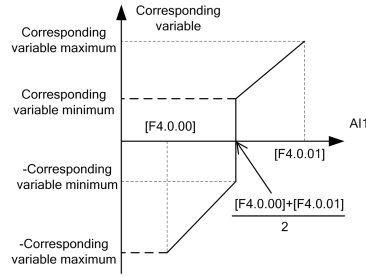 Corresponding
variable
Corresponding
variable maximum
Corresponding
variable minimum
[F4.0.00]
AI1
[F4.0.01]
-Corresponding
variable minimum
[F4.0.00]+[F4.0.01]
2
-Corresponding
variable maximum